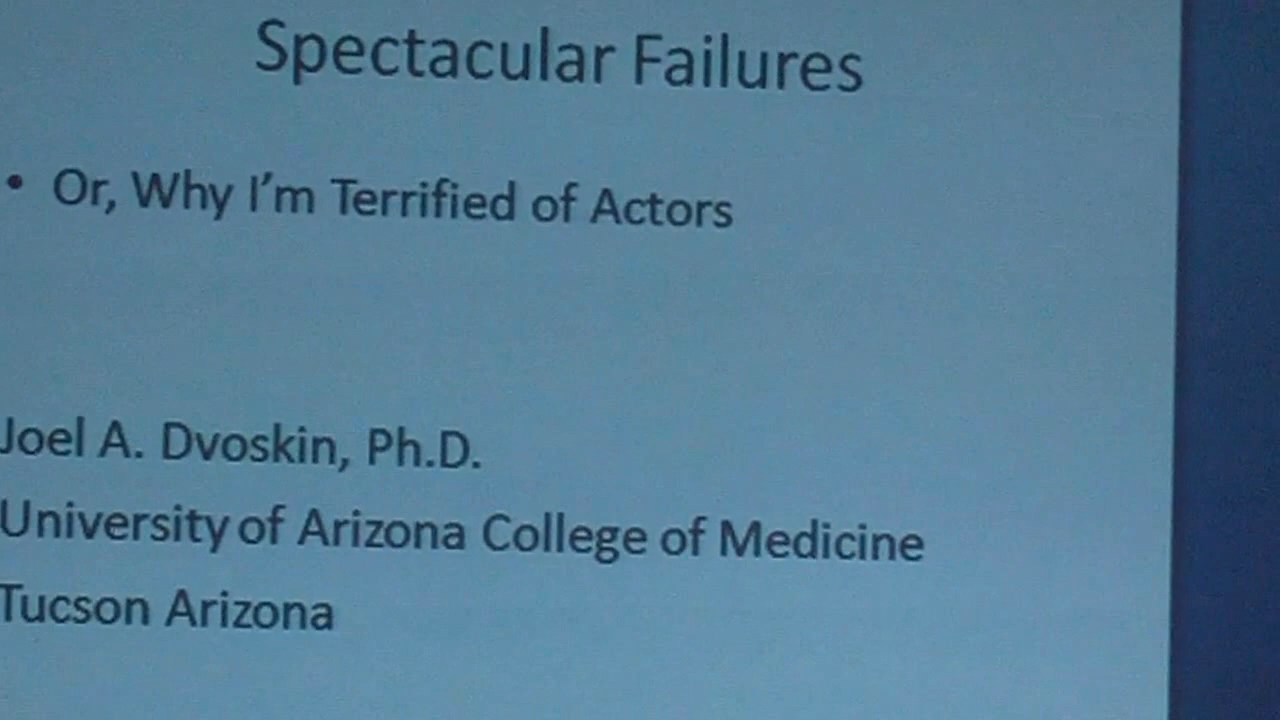 Spectacular Failures
• Or, Why I'm Terrified of Actors
Joel A. Dvoskin, Ph.D.
University of Arizona College of Medicine
Tucson Arizona